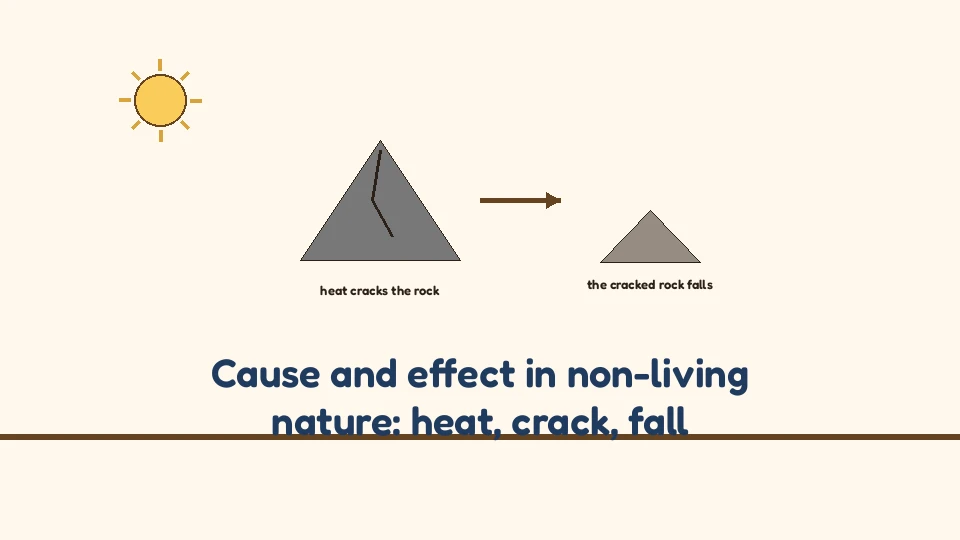 heat cracks the rock
the cracked rock falls
Cause and effect in non-living
nature: heat, crack, fall